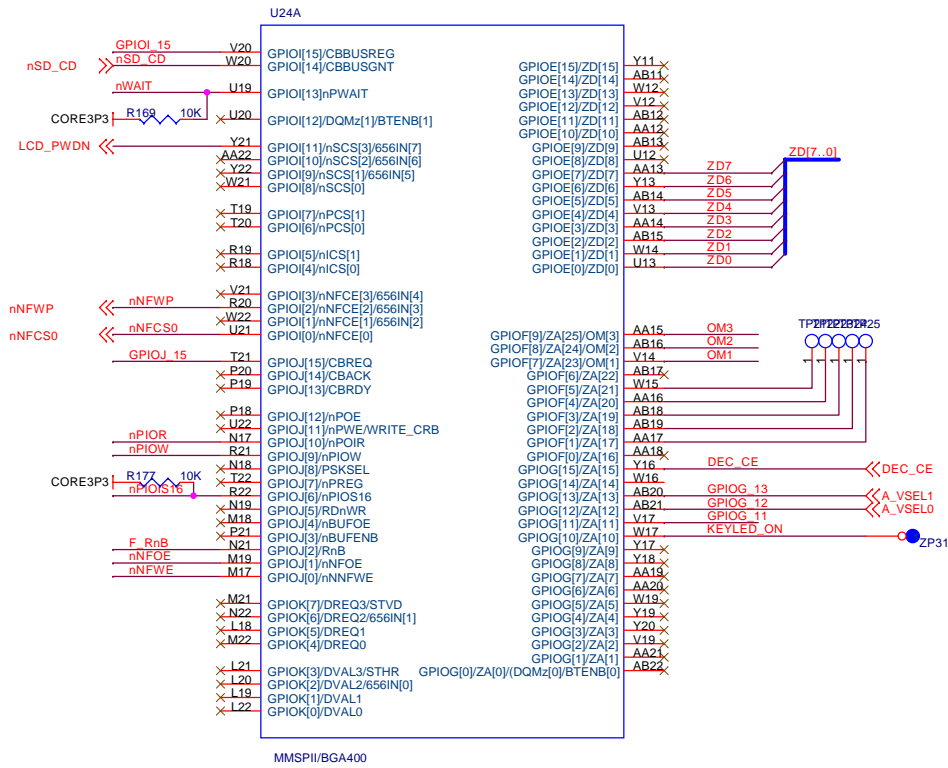 U24A
GPIOI_15 V20 GPIOI[15]/CBBUSREG
nSD_CD nSD_CD W20 GPIOI[14]/CBBUSGNT
nWAIT U19 GPIOI[13]nPWAIT
CORE3P3 R169 10K U20 GPIOI[12]/DQMz[1]/BTENB[1]
LCD_PWDN Y21 GPIOI[11]/nSCS[3]/656IN[7]
AA22 GPIOI[10]/nSCS[2]/656IN[6]
Y22 GPIOI[9]/nSCS[1]/656IN[5]
W21 GPIOI[8]/nSCS[0]
T19 GPIOI[7]/nPCS[1]
T20 GPIOI[6]/nPCS[0]
R19 GPIOI[5]/nICS[1]
R18 GPIOI[4]/nICS[0]
V21 GPIOI[3]/nNFCE[3]/656IN[4]
nNFWP nNFWP R20 GPIOI[2]/nNFCE[2]/656IN[3]
W22 GPIOI[1]/nNFCE[1]/656IN[2]
nNFCS0 nNFCS0 U21 GPIOI[0]/nNFCE[0]
GPIOJ_15 T21 GPIOJ[15]/CBREQ
P20 GPIOJ[14]/CBACK
P19 GPIOJ[13]/CBRDY
P18 GPIOJ[12]/nPOE
U22 GPIOJ[11]/nPWE/WRITE_CRB
nPIOR N17 GPIOJ[10]/nPOIR
nPIOW R21 GPIOJ[9]/nPIOW
N18 GPIOJ[8]/PSKSEL
CORE3P3 R177 10K T22 GPIOJ[7]/nPREG
nPIOIS16 R22 GPIOJ[6]/nPIOS16
N19 GPIOJ[5]/RDnWR
M18 GPIOJ[4]/nBUFOE
P21 GPIOJ[3]/nBUFENB
F_RnB N21 GPIOJ[2]/RnB
nNFOE M19 GPIOJ[1]/nNFOE
nNFWE M17 GPIOJ[0]/nNNFWE
M21 GPIOK[7]/DREQ3/STVD
N22 GPIOK[6]/DREQ2/656IN[1]
L18 GPIOK[5]/DREQ1
M22 GPIOK[4]/DREQ0
L21 GPIOK[3]/DVAL3/STHR
L20 GPIOK[2]/DVAL2/656IN[0]
L19 GPIOK[1]/DVAL1
L22 GPIOK[0]/DVAL0
GPIOE[15]/ZD[15] Y11
GPIOE[14]/ZD[14] AB11
GPIOE[13]/ZD[13] W12
GPIOE[12]/ZD[12] V12
GPIOE[11]/ZD[11] AB12
GPIOE[10]/ZD[10] AA12
GPIOE[9]/ZD[9] AB13
GPIOE[8]/ZD[8] U12
ZD[7..0]
GPIOE[7]/ZD[7] AA13 ZD7
GPIOE[6]/ZD[6] Y13 ZD6
GPIOE[5]/ZD[5] AB14 ZD5
GPIOE[4]/ZD[4] V13 ZD4
GPIOE[3]/ZD[3] AA14 ZD3
GPIOE[2]/ZD[2] AB15 ZD2
GPIOE[1]/ZD[1] W14 ZD1
GPIOE[0]/ZD[0] U13 ZD0
GPIOF[9]/ZA[25]/OM[3] AA15 OM3
GPIOF[8]/ZA[24]/OM[2] AB16 OM2
GPIOF[7]/ZA[23]/OM[1] V14 OM1
1 1 1 1 1
GPIOF[6]/ZA[22] AB17
GPIOF[5]/ZA[21] W15
GPIOF[4]/ZA[20] AA16
GPIOF[3]/ZA[19] AB18
GPIOF[2]/ZA[18] AB19
GPIOF[1]/ZA[17] AA17
GPIOF[0]/ZA[16] AA18
GPIOG[15]/ZA[15] Y16 DEC_CE DEC_CE
GPIOG[14]/ZA[14] W16
GPIOG[13]/ZA[13] AB20 GPIOG_13 A_VSEL1
GPIOG[12]/ZA[12] AB21 GPIOG_12 A_VSEL0
GPIOG[11]/ZA[11] V17 GPIOG_11
GPIOG[10]/ZA[10] W17 KEYLED_ON ZP31
GPIOG[9]/ZA[9] Y17
GPIOG[8]/ZA[8] Y18
GPIOG[7]/ZA[7] AA19
GPIOG[6]/ZA[6] AA20
GPIOG[5]/ZA[5] W19
GPIOG[4]/ZA[4] Y19
GPIOG[3]/ZA[3] Y20
GPIOG[2]/ZA[2] V19
GPIOG[1]/ZA[1] AA21
GPIOG[0]/ZA[0]/(DQMz[0]/BTENB[0] AB22
MMSPII/BGA400